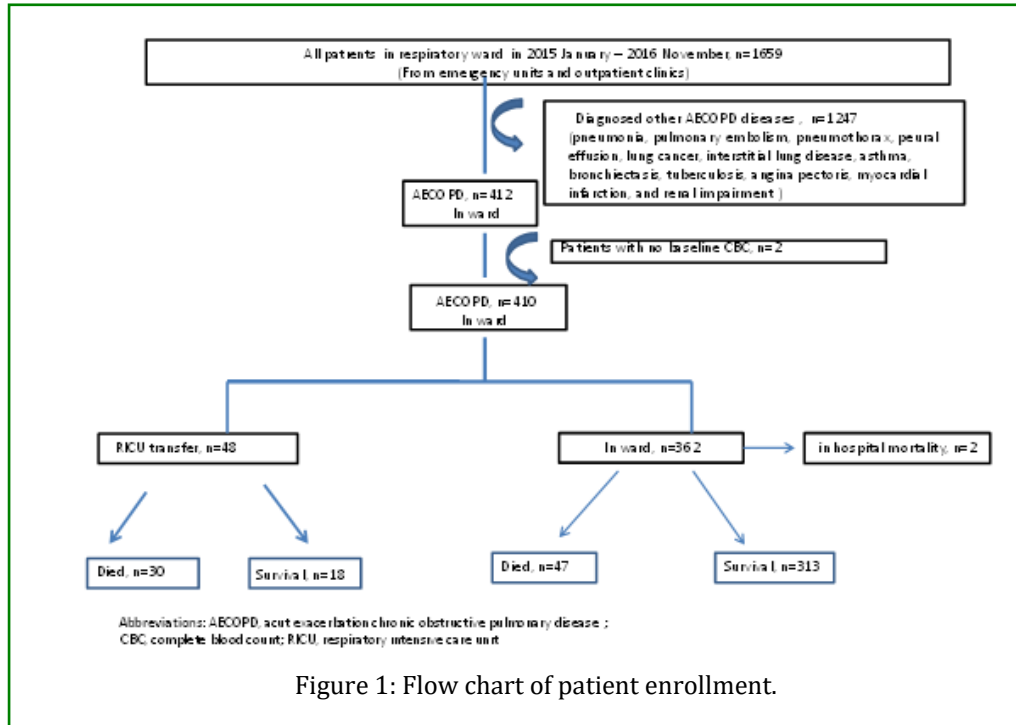 All patients in respiratory ward in 2015 January – 2016 November, n=1659
(From emergency units and outpatient clinics)
Diagnosed other AECOPD diseases , n=1247
(pneumonia, pulmonary embolism, pneumothorax, peural
effusion, lung cancer, interstitial lung disease, asthma,
bronchiectasis, tuberculosis, angina pectoris, myocardial
infarction, and renal impairment )
AECOPD, n=412
In ward
Patients with no baseline CBC, n=2
AECOPD, n=410
In ward
RICU transfer, n=48
In ward, n=362
in hospital mortality, n=2
Died, n=30
Survival, n=18
Died, n=47
Survival, n=313
Abbreviations: AECOPD, acut exacerbation chronic obstructive pulmonary disease ;
CBC, complete blood count; RICU, respiratory intensive care unit
Figure 1: Flow chart of patient enrollment.